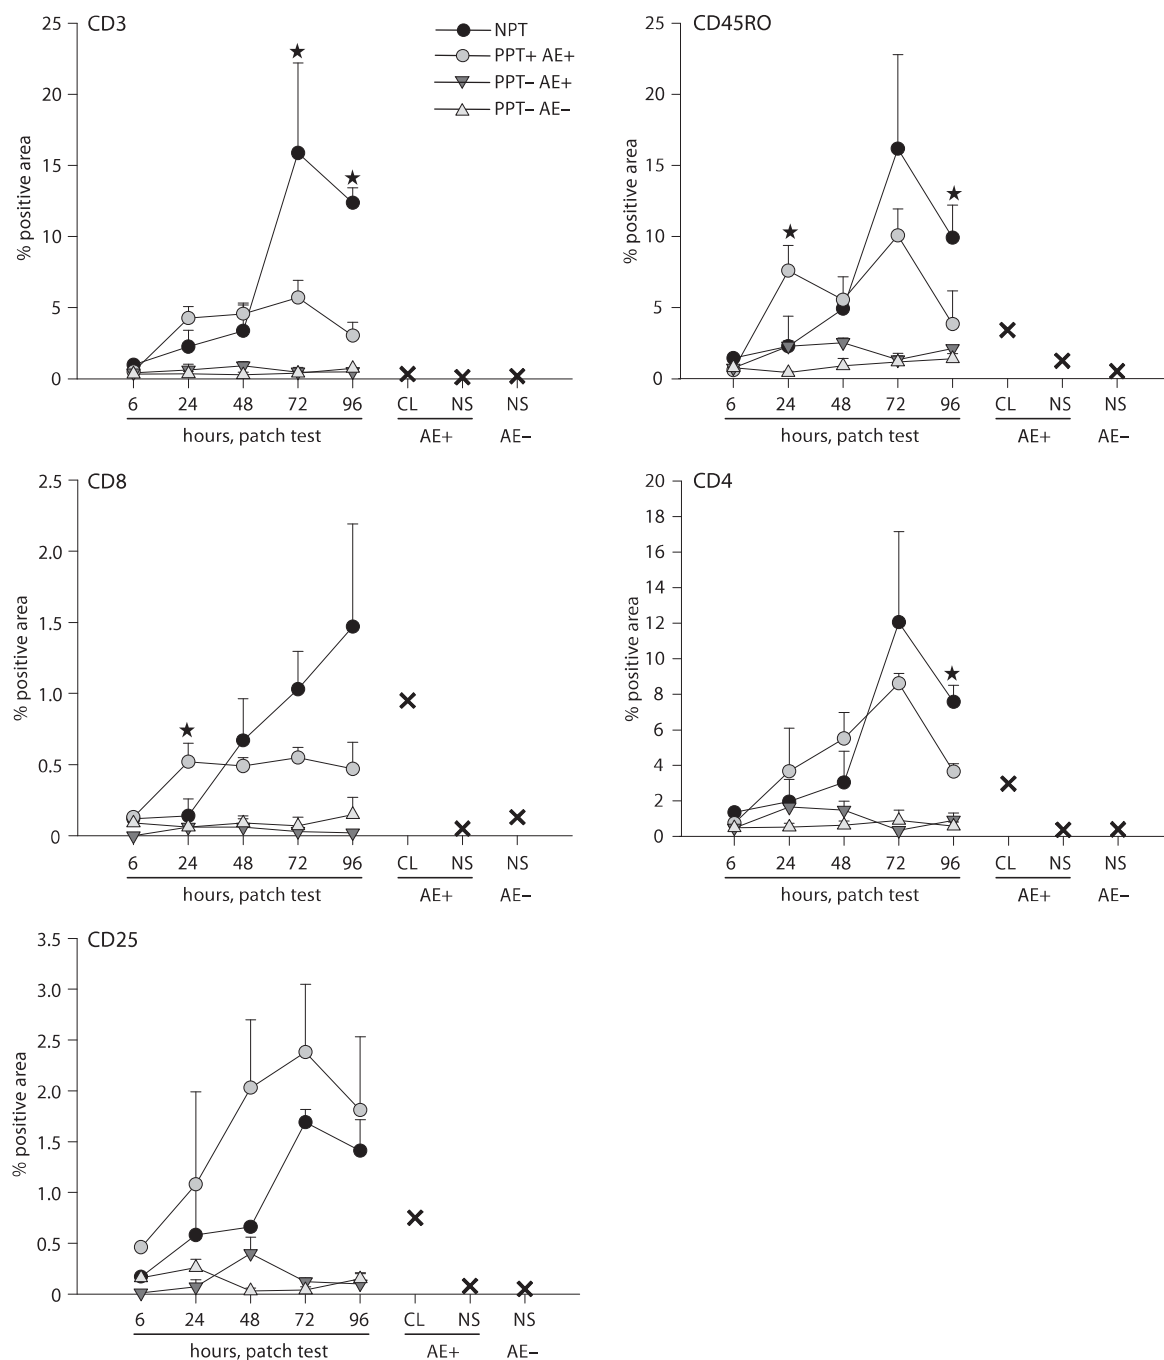 CD3
NPT
PPT+ AE+
PPT– AE+
PPT– AE–
% positive area
25
20
15
10
5
0
6 24 48 72 96 CL NS NS
hours, patch test AE+ AE–
CD45RO
% positive area
25
20
15
10
5
0
6 24 48 72 96 CL NS NS
hours, patch test AE+ AE–
CD8
% positive area
2.5
2.0
1.5
1.0
0.5
0
6 24 48 72 96 CL NS NS
hours, patch test AE+ AE–
CD4
% positive area
20
18
16
14
12
10
8
6
4
2
0
6 24 48 72 96 CL NS NS
hours, patch test AE+ AE–
CD25
% positive area
3.5
3.0
2.5
2.0
1.5
1.0
0.5
0
6 24 48 72 96 CL NS NS
hours, patch test AE+ AE–